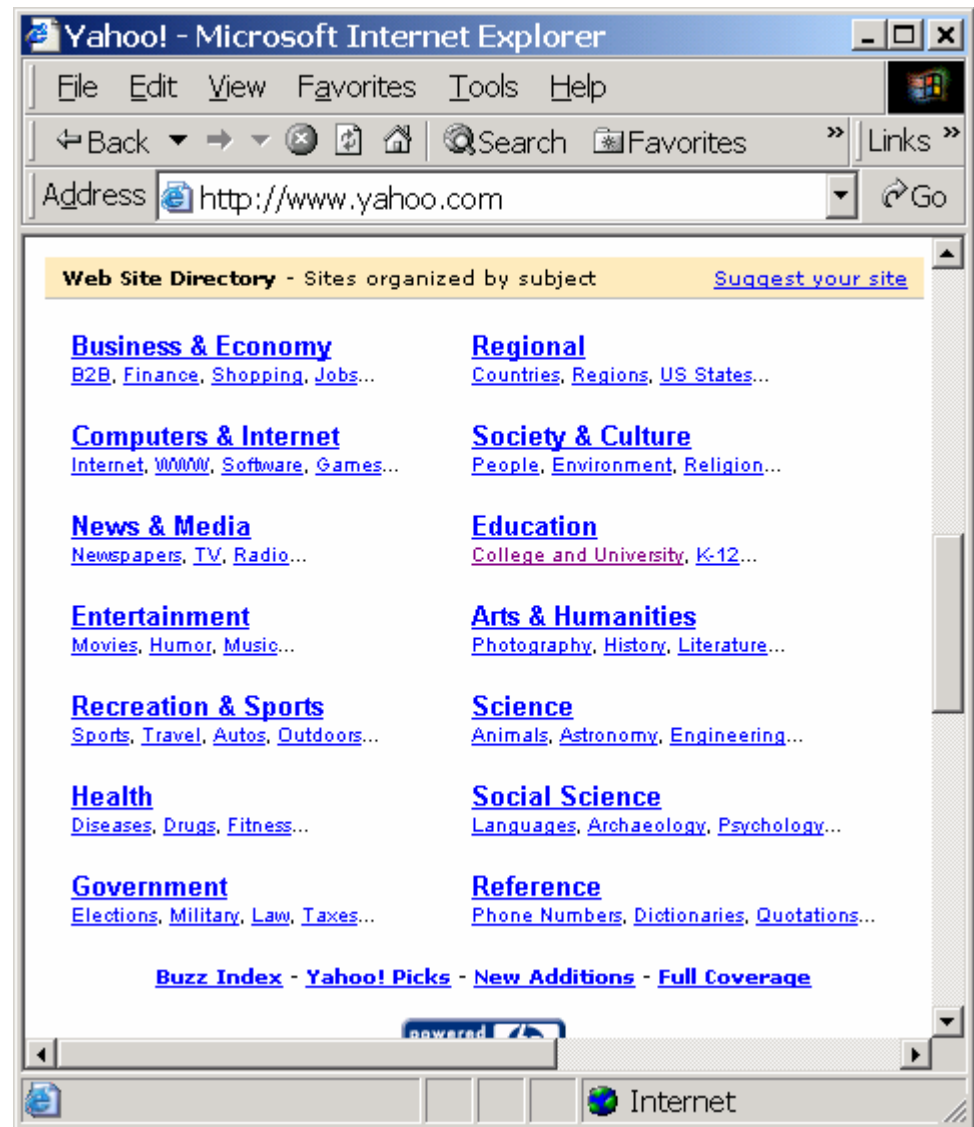 Yahoo! - Microsoft Internet Explorer
File Edit View Favorites Tools Help
Back Search Favorites » Links »
Address http://www.yahoo.com Go
Web Site Directory - Sites organized by subject Suggest your site
Business & Economy
B2B, Finance, Shopping, Jobs...
Regional
Countries, Regions, US States...
Computers & Internet
Internet, WWW, Software, Games...
Society & Culture
People, Environment, Religion...
News & Media
Newspapers, TV, Radio...
Education
College and University, K-12...
Entertainment
Movies, Humor, Music...
Arts & Humanities
Photography, History, Literature...
Recreation & Sports
Sports, Travel, Autos, Outdoors...
Science
Animals, Astronomy, Engineering...
Health
Diseases, Drugs, Fitness...
Social Science
Languages, Archaeology, Psychology...
Government
Elections, Military, Law, Taxes...
Reference
Phone Numbers, Dictionaries, Quotations...
Buzz Index - Yahoo! Picks - New Additions - Full Coverage
powered
Internet